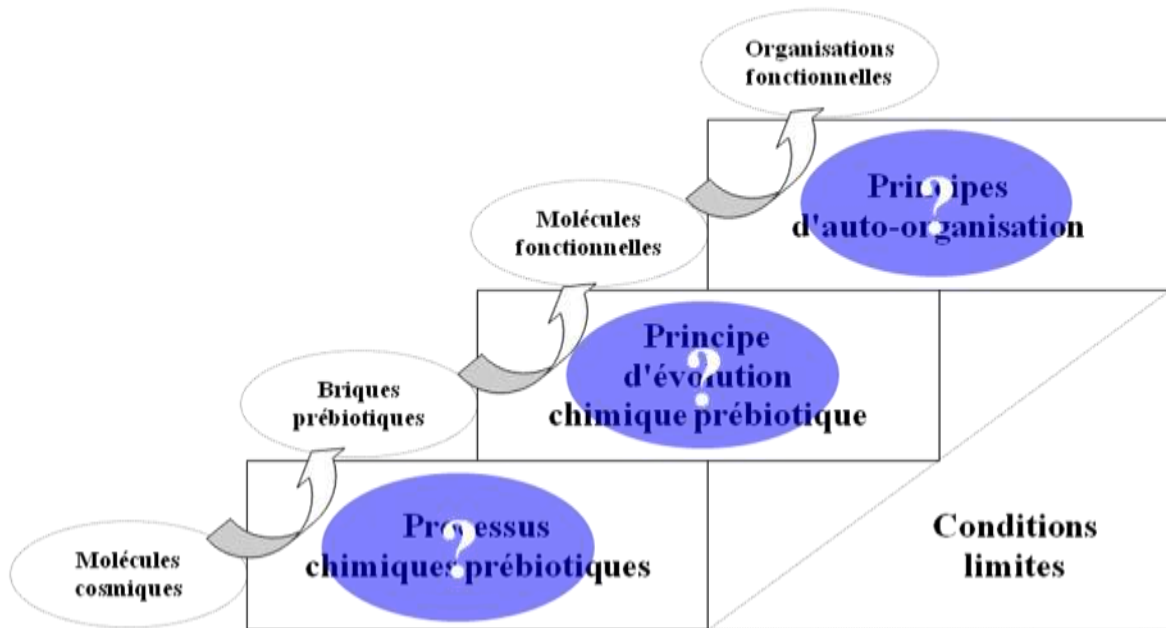 Organisations
fonctionnelles
?
Principes
d'auto-organisation
Molécules
fonctionnelles
?
Principe
d'évolution
chimique prébiotique
Briques
prébiotiques
?
Processus
chimiques prébiotiques
Conditions
limites
Molécules
cosmiques